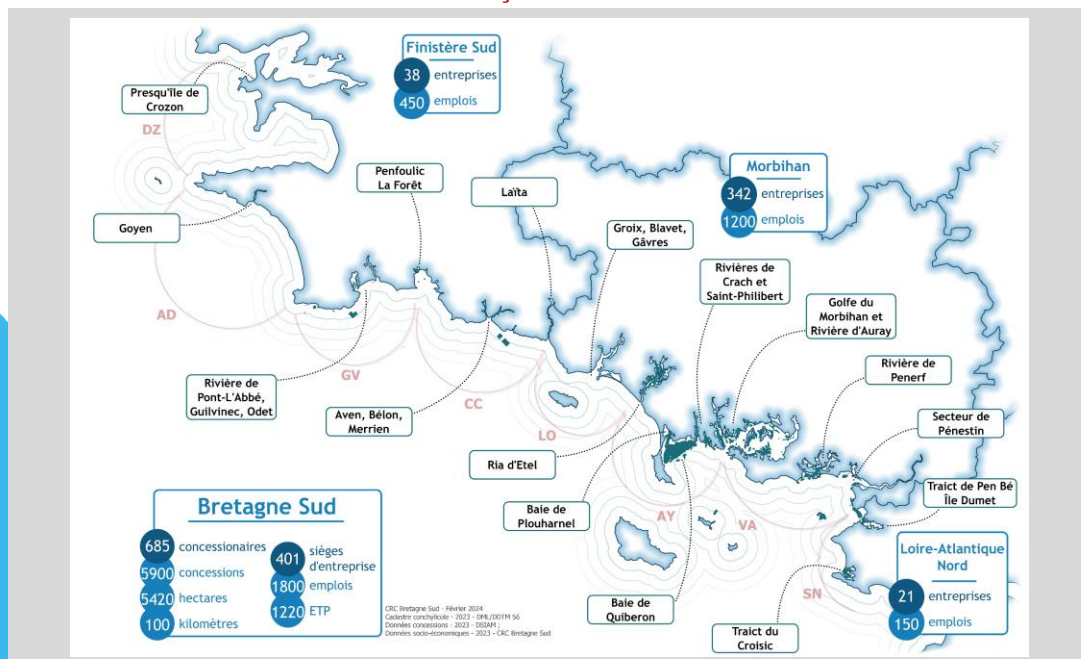 Finistère Sud
38 entreprises
450 emplois
Presqu'île de
Crozon
DZ
Penfoulic
La Forêt
Laïta
Morbihan
342 entreprises
1200 emplois
Goyen
Groix, Blavet,
Gâvres
Rivières de
Crach et
Saint-Philibert
Golfe du
Morbihan et
Rivière d'Auray
AD
Rivière de
Penerf
GV
Rivière de
Pont-L'Abbé,
Guilvinec, Odet
CC
Aven, Bélon,
Merrien
LO
Secteur de
Pénestin
Ria d'Etel
Traict de Pen Bé
Île Dumet
Baie de
Plouharnel
AY
VA
Bretagne Sud
685 concessionaires
5900 concessions
5420 hectares
100 kilomètres
401 sièges
d'entreprise
1800 emplois
1220 ETP
Loire-Atlantique
Nord
21 entreprises
150 emplois
SN
Baie de
Quiberon
Traict du
Croisic
CRC Bretagne Sud - Février 2024
Cadastre conchylicole - 2023 - DML/DDTM 56
Données concessions - 2023 - DSIAM ;
Données socio-économiques - 2023 - CRC Bretagne Sud